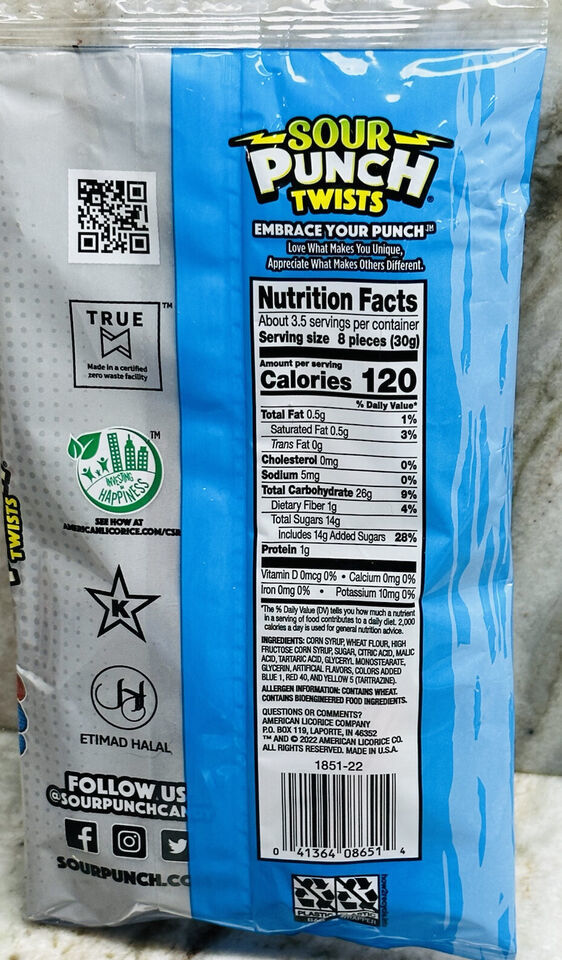 SOUR
PUNCH®
TWISTS
EMBRACE YOUR PUNCH™
Love What Makes You Unique,
Appreciate What Makes Others Different.
Nutrition Facts
About 3.5 servings per container
Serving size 8 pieces (30g)
Amount per serving
Calories 120
% Daily Value*
Total Fat 0.5g 1%
Saturated Fat 0.5g 3%
Trans Fat 0g
Cholesterol 0mg 0%
Sodium 5mg 0%
Total Carbohydrate 26g 9%
Dietary Fiber 1g 4%
Total Sugars 14g
Includes 14g Added Sugars 28%
Protein 1g
Vitamin D 0mcg 0% • Calcium 0mg 0%
Iron 0mg 0% • Potassium 10mg 0%
*The % Daily Value (DV) tells you how much a nutrient
in a serving of food contributes to a daily diet. 2,000
calories a day is used for general nutrition advice.
INGREDIENTS: CORN SYRUP, WHEAT FLOUR, HIGH
FRUCTOSE CORN SYRUP, SUGAR, CITRIC ACID, MALIC
ACID, TARTARIC ACID, GLYCERYL MONOSTEARATE,
GLYCERIN, ARTIFICIAL FLAVORS, COLORS ADDED
BLUE 1, RED 40, AND YELLOW 5 (TARTRAZINE).
ALLERGEN INFORMATION: CONTAINS WHEAT.
CONTAINS BIOENGINEERED FOOD INGREDIENTS.
QUESTIONS OR COMMENTS?
AMERICAN LICORICE COMPANY
P.O. BOX 119, LAPORTE, IN 46352
™ AND © 2022 AMERICAN LICORICE CO.
ALL RIGHTS RESERVED. MADE IN U.S.A.
1851-22
0 41364 08651 4
PLASTIC
how2recycle.info
TRUE ™
Made in a certified
zero waste facility
INVESTING
IN
HAPPINESS
™
SEE HOW AT
AMERICANLICORICE.COM/CSR
K
ETIMAD HALAL
FOLLOW US
@SOURPUNCHCANDY
SOURPUNCH.CO
TWISTS